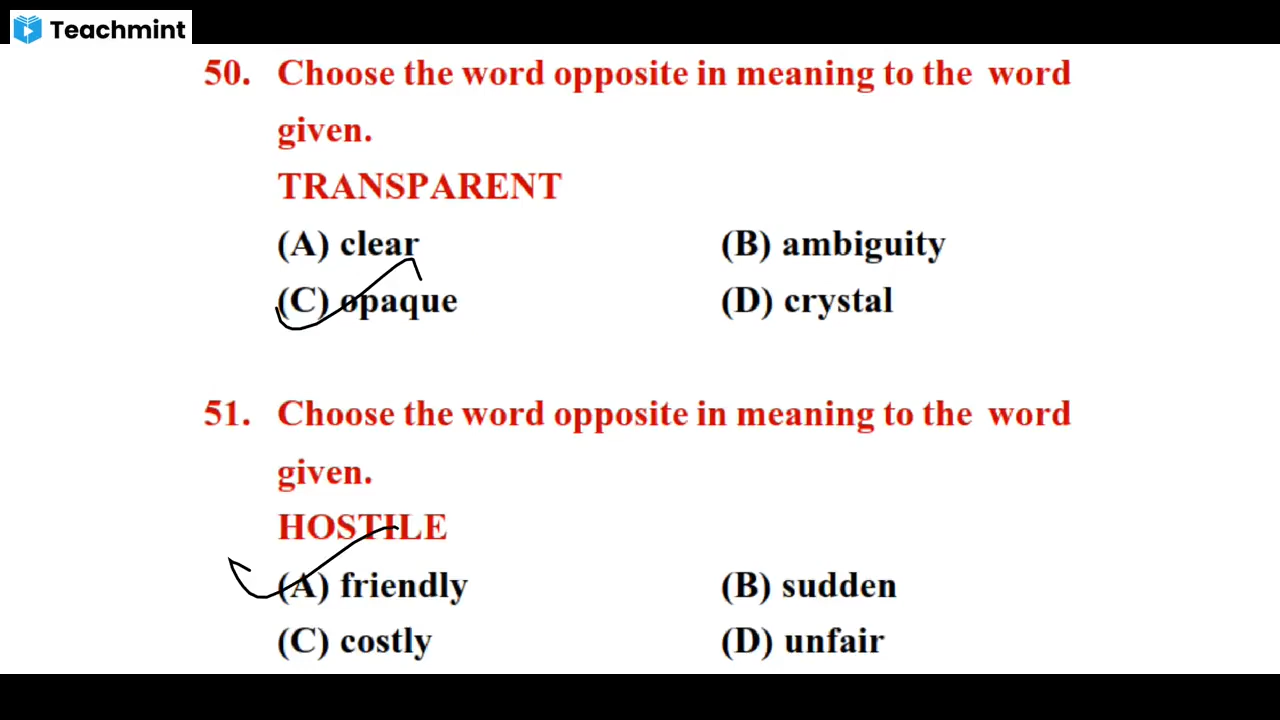 Teachmint
50. Choose the word opposite in meaning to the word
given.
TRANSPARENT
(A) clear (B) ambiguity
(C) opaque (D) crystal
51. Choose the word opposite in meaning to the word
given.
HOSTILE
(A) friendly (B) sudden
(C) costly (D) unfair